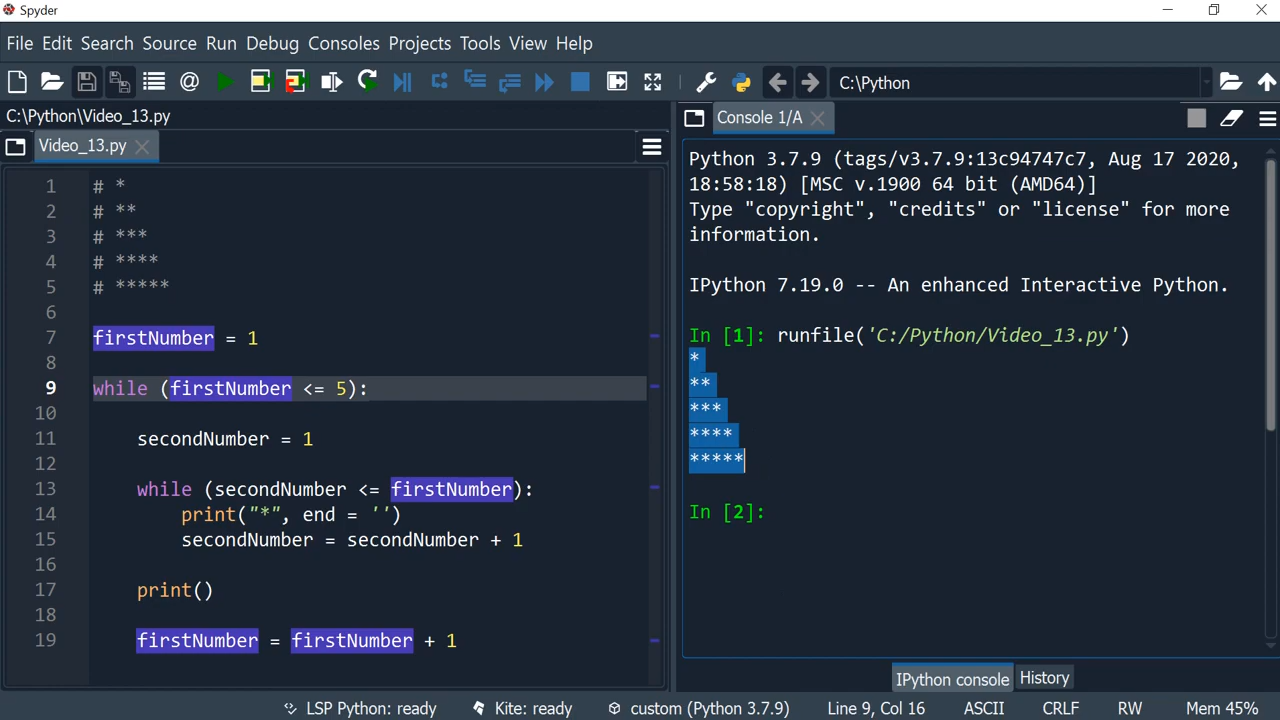 Spyder
File Edit Search Source Run Debug Consoles Projects Tools View Help
C:\Python
C:\Python\Video_13.py
Video_13.py
1 # *
2 # **
3 # ***
4 # ****
5 # *****
6
7 firstNumber = 1
8
9 while (firstNumber <= 5):
10
11 secondNumber = 1
12
13 while (secondNumber <= firstNumber):
14 print("*", end = '')
15 secondNumber = secondNumber + 1
16
17 print()
18
19 firstNumber = firstNumber + 1
Console 1/A
Python 3.7.9 (tags/v3.7.9:13c94747c7, Aug 17 2020,
18:58:18) [MSC v.1900 64 bit (AMD64)]
Type "copyright", "credits" or "license" for more
information.
IPython 7.19.0 -- An enhanced Interactive Python.
In [1]: runfile('C:/Python/Video_13.py')
*
**
***
****
*****
In [2]:
IPython console History
LSP Python: ready Kite: ready custom (Python 3.7.9) Line 9, Col 16 ASCII CRLF RW Mem 45%